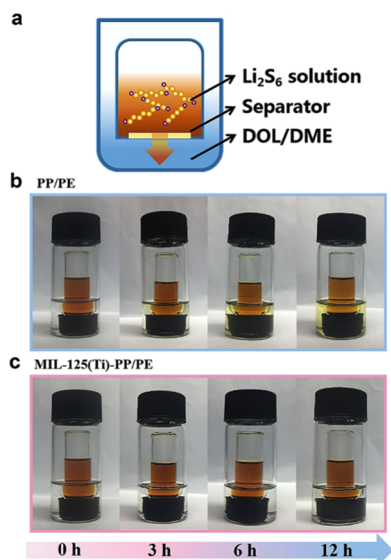 a
Li₂S₆ solution
Separator
DOL/DME
b
PP/PE
c
MIL-125(Ti)-PP/PE
0 h 3 h 6 h 12 h